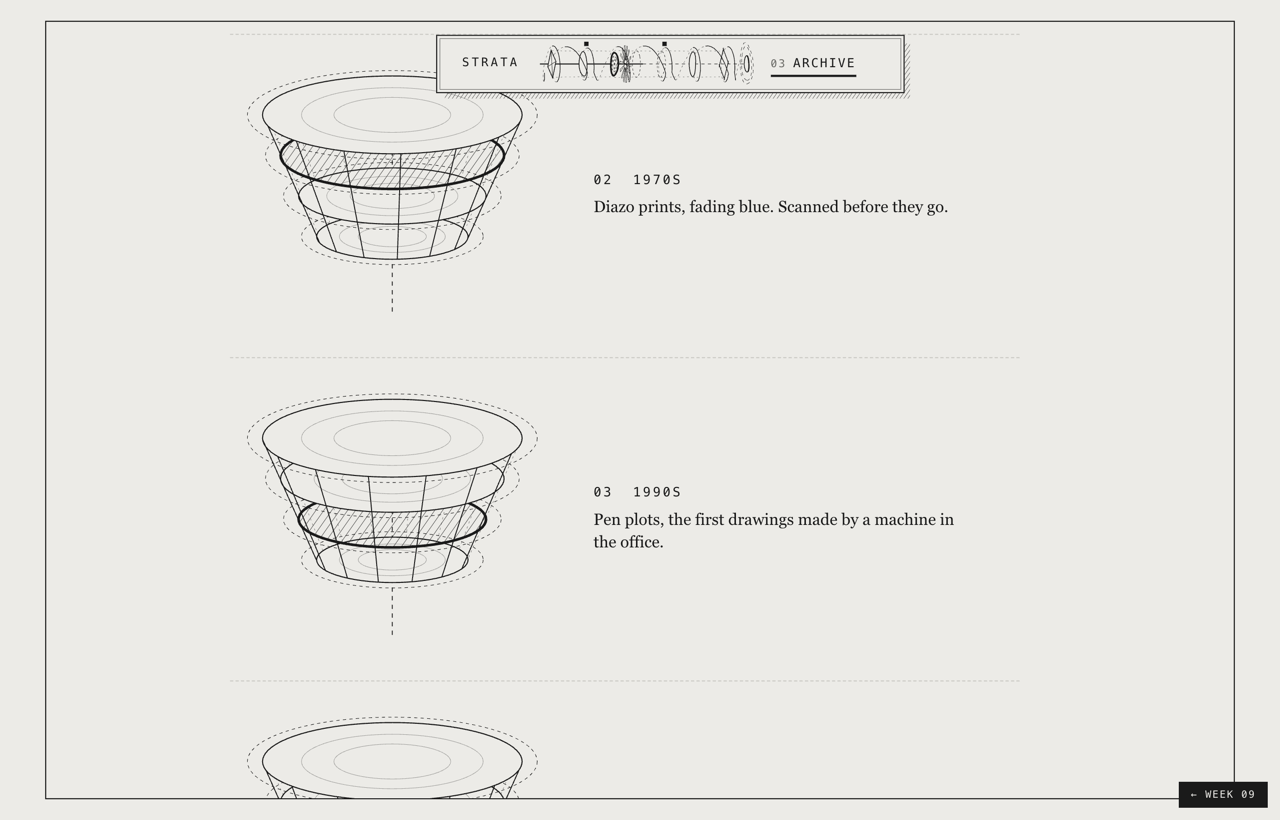 STRATA
03 ARCHIVE
02 1970S
Diazo prints, fading blue. Scanned before they go.
03 1990S
Pen plots, the first drawings made by a machine in
the office.
← WEEK 09